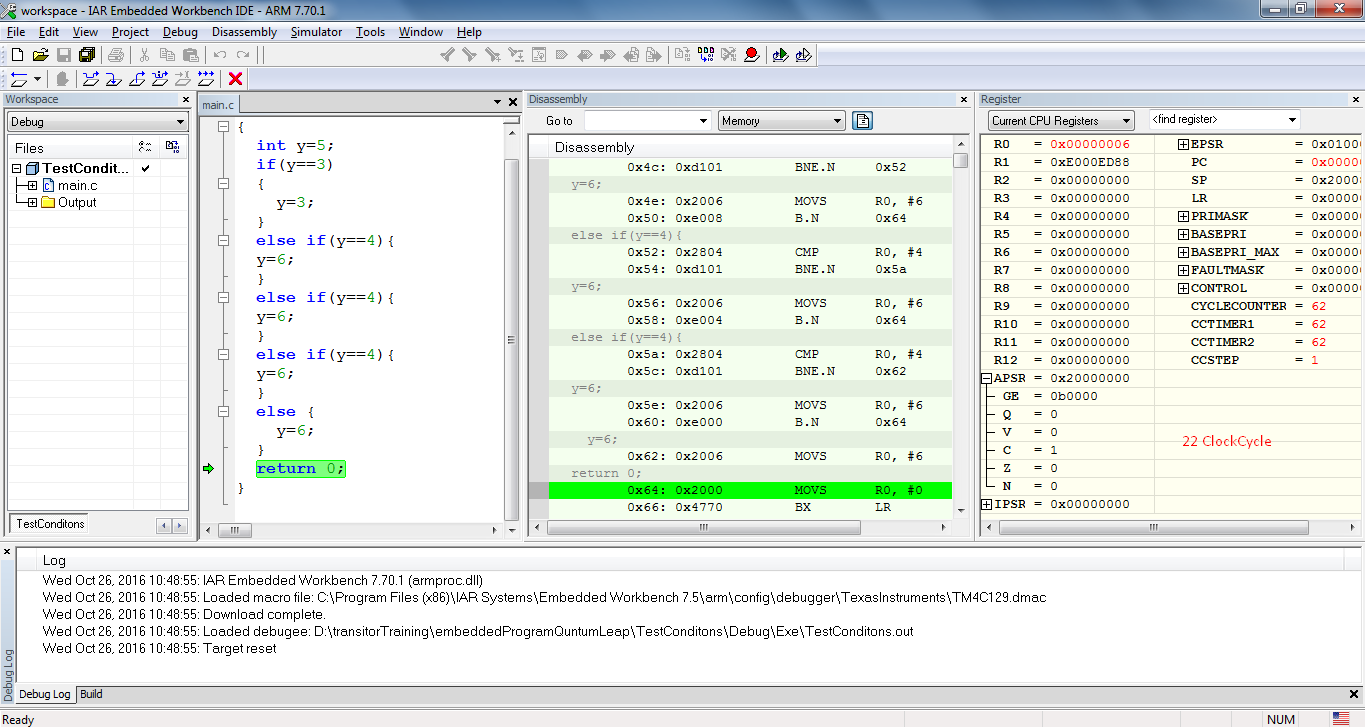 workspace - IAR Embedded Workbench IDE - ARM 7.70.1
File Edit View Project Debug Disassembly Simulator Tools Window Help
Workspace
Debug
Files
TestCondit...
main.c
Output
TestConditons
main.c
{
int y=5;
if(y==3)
{
y=3;
}
else if(y==4){
y=6;
}
else if(y==4){
y=6;
}
else if(y==4){
y=6;
}
else {
y=6;
}
return 0;
}
Disassembly
Go to Memory
Disassembly
0x4c: 0xd101 BNE.N 0x52
y=6;
0x4e: 0x2006 MOVS R0, #6
0x50: 0xe008 B.N 0x64
else if(y==4){
0x52: 0x2804 CMP R0, #4
0x54: 0xd101 BNE.N 0x5a
y=6;
0x56: 0x2006 MOVS R0, #6
0x58: 0xe004 B.N 0x64
else if(y==4){
0x5a: 0x2804 CMP R0, #4
0x5c: 0xd101 BNE.N 0x62
y=6;
0x5e: 0x2006 MOVS R0, #6
0x60: 0xe000 B.N 0x64
y=6;
0x62: 0x2006 MOVS R0, #6
return 0;
0x64: 0x2000 MOVS R0, #0
0x66: 0x4770 BX LR
Register
Current CPU Registers <find register>
R0 = 0x00000006 EPSR = 0x0100
R1 = 0xE000ED88 PC = 0x0000
R2 = 0x00000000 SP = 0x2000
R3 = 0x00000000 LR = 0x0000
R4 = 0x00000000 PRIMASK = 0x0000
R5 = 0x00000000 BASEPRI = 0x0000
R6 = 0x00000000 BASEPRI_MAX = 0x0000
R7 = 0x00000000 FAULTMASK = 0x0000
R8 = 0x00000000 CONTROL = 0x0000
R9 = 0x00000000 CYCLECOUNTER = 62
R10 = 0x00000000 CCTIMER1 = 62
R11 = 0x00000000 CCTIMER2 = 62
R12 = 0x00000000 CCSTEP = 1
APSR = 0x20000000
GE = 0b0000
Q = 0
V = 0
C = 1
Z = 0
N = 0
IPSR = 0x00000000
22 ClockCycle
Log
Wed Oct 26, 2016 10:48:55: IAR Embedded Workbench 7.70.1 (armproc.dll)
Wed Oct 26, 2016 10:48:55: Loaded macro file: C:\Program Files (x86)\IAR Systems\Embedded Workbench 7.5\arm\config\debugger\TexasInstruments\TM4C129.dmac
Wed Oct 26, 2016 10:48:55: Download complete.
Wed Oct 26, 2016 10:48:55: Loaded debugee: D:\transitorTraining\embeddedProgramQuntumLeap\TestConditons\Debug\Exe\TestConditons.out
Wed Oct 26, 2016 10:48:55: Target reset
Debug Log
Debug Log Build
Ready
NUM